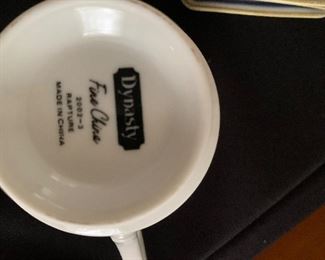 Dynasty
Fine China
2002-3
RAPTURE
MADE IN CHINA